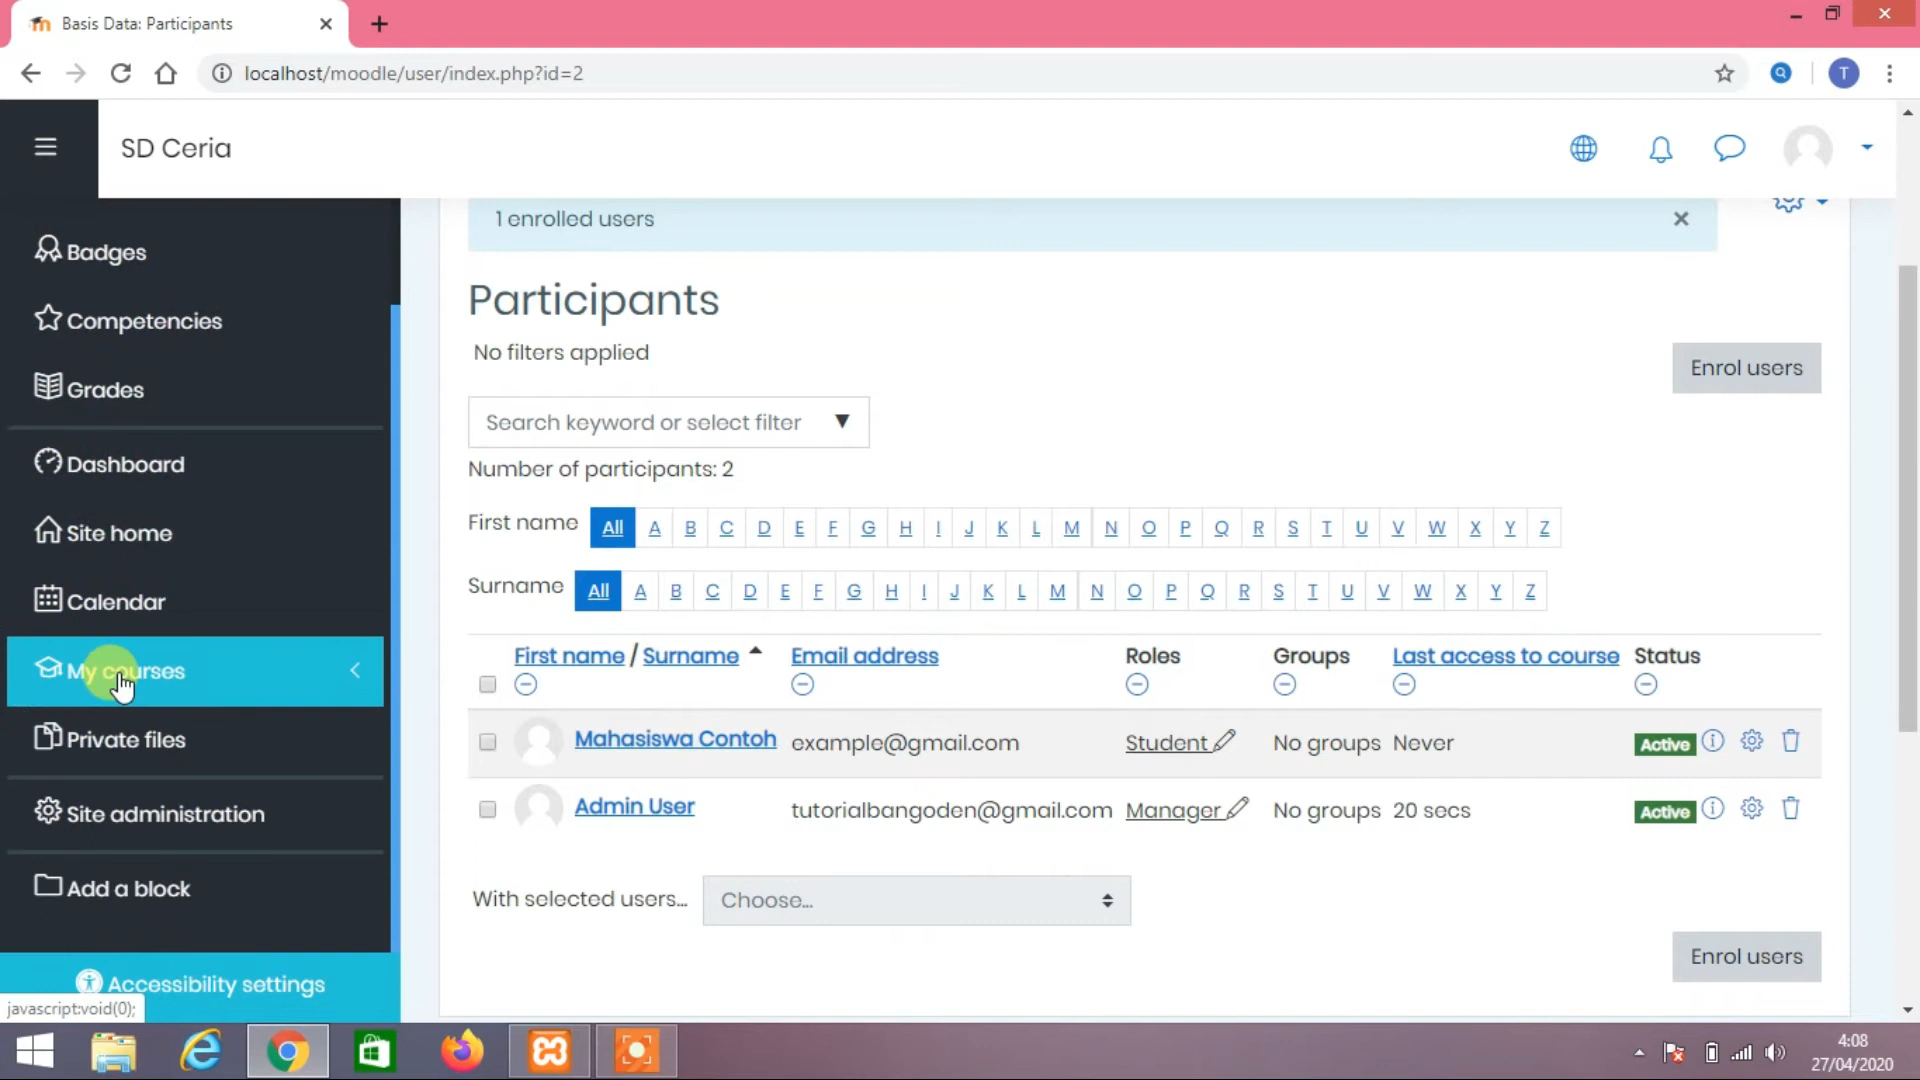 Basis Data: Participants
localhost/moodle/user/index.php?id=2
T
SD Ceria
Badges
Competencies
Grades
Dashboard
Site home
Calendar
My courses
Private files
Site administration
Add a block
Accessibility settings
javascript:void(0);
1 enrolled users
Participants
No filters applied
Enrol users
Search keyword or select filter ▼
Number of participants: 2
First name All A B C D E F G H I J K L M N O P Q R S T U V W X Y Z
Surname All A B C D E F G H I J K L M N O P Q R S T U V W X Y Z
First name / Surname Email address Roles Groups Last access to course Status
Mahasiswa Contoh example@gmail.com Student No groups Never Active
Admin User tutorialbangoden@gmail.com Manager No groups 20 secs Active
With selected users... Choose...
Enrol users
4:08
27/04/2020